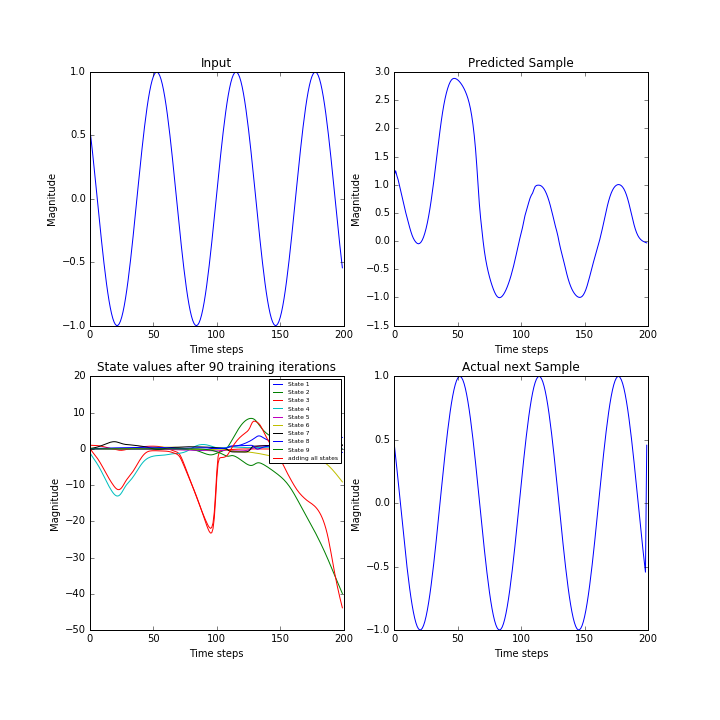 Input
1.0
0.5
0.0
−0.5
−1.0
Magnitude
0 50 100 150 200
Time steps
Predicted Sample
3.0
2.5
2.0
1.5
1.0
0.5
0.0
−0.5
−1.0
−1.5
Magnitude
0 50 100 150 200
Time steps
State values after 90 training iterations
20
10
0
−10
−20
−30
−40
−50
Magnitude
0 50 100 150 200
Time steps
State 1
State 2
State 3
State 4
State 5
State 6
State 7
State 8
State 9
adding all states
Actual next Sample
1.0
0.5
0.0
−0.5
−1.0
Magnitude
0 50 100 150 200
Time steps